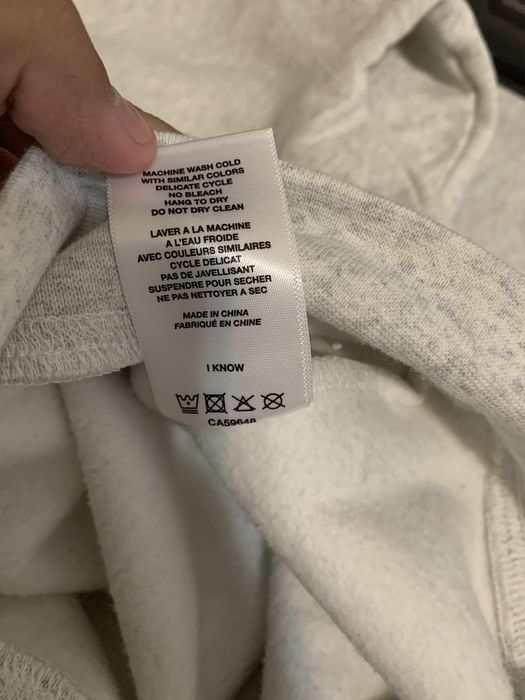 MACHINE WASH COLD
WITH SIMILAR COLORS
DELICATE CYCLE
NO BLEACH
HANG TO DRY
DO NOT DRY CLEAN
LAVER A LA MACHINE
A L'EAU FROIDE
AVEC COULEURS SIMILAIRES
CYCLE DELICAT
PAS DE JAVELLISANT
SUSPENDRE POUR SECHER
NE PAS NETTOYER A SEC
MADE IN CHINA
FABRIQUÉ EN CHINE
I KNOW
CA59649